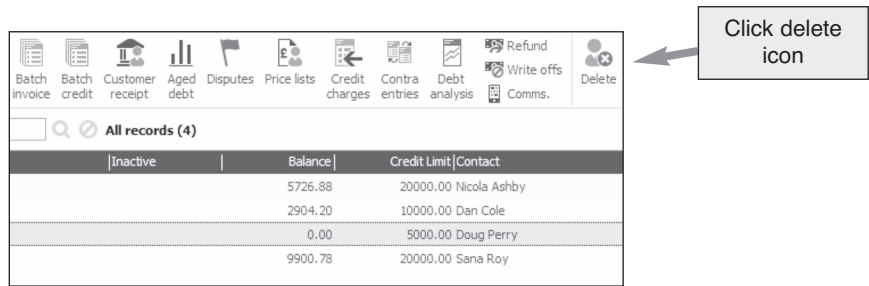 Click delete
icon
Batch invoice
Batch credit
Customer receipt
Aged debt
Disputes
Price lists
Credit charges
Contra entries
Debt analysis
Refund
Write offs
Comms.
Delete
All records (4)
Inactive Balance Credit Limit Contact
5726.88 20000.00 Nicola Ashby
2904.20 10000.00 Dan Cole
0.00 5000.00 Doug Perry
9900.78 20000.00 Sana Roy